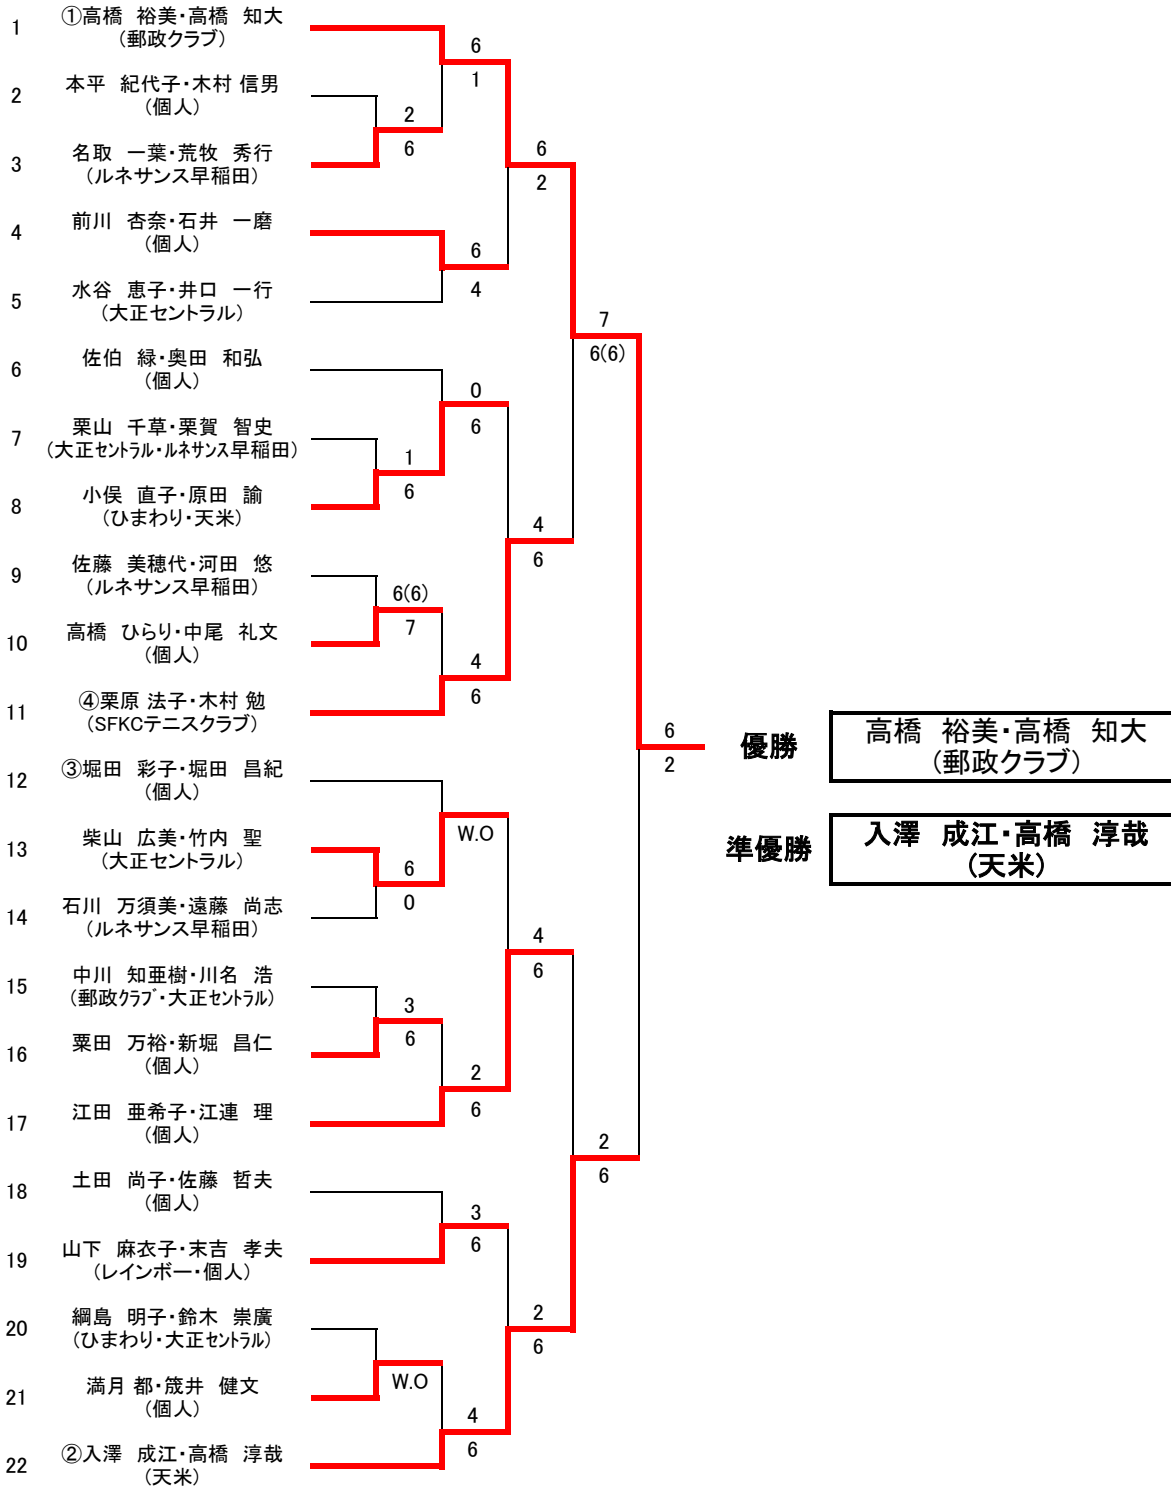 1
①高橋　裕美・高橋　知大
(郵政クラブ)
2
本平　紀代子・木村 信男
(個人)
3
名取　一葉・荒牧　秀行
(ルネサンス早稲田)
4
前川　杏奈・石井　一磨
(個人)
5
水谷　恵子・井口　一行
(大正セントラル)
6
佐伯　緑・奥田　和弘
(個人)
7
栗山　千草・栗賀　智史
(大正セントラル・ルネサンス早稲田)
8
小俣　直子・原田　諭
(ひまわり・天米)
9
佐藤　美穂代・河田　悠
(ルネサンス早稲田)
10
高橋　ひらり・中尾　礼文
(個人)
11
④栗原 法子・木村 勉
(SFKCテニスクラブ)
12
③堀田　彩子・堀田　昌紀
(個人)
13
柴山　広美・竹内　聖
(大正セントラル)
14
石川　万須美・遠藤　尚志
(ルネサンス早稲田)
15
中川　知亜樹・川名　浩
(郵政クラブ・大正セントラル)
16
粟田　万裕・新堀　昌仁
(個人)
17
江田　亜希子・江連　理
(個人)
18
土田　尚子・佐藤　哲夫
(個人)
19
山下　麻衣子・末吉　孝夫
(レインボー・個人)
20
綱島　明子・鈴木　崇廣
(ひまわり・大正セントラル)
21
満月 都・筬井　健文
(個人)
22
②入澤　成江・高橋　淳哉
(天米)
2
6
1
6
6(6)
7
6
0
3
6
W.O
6
1
6
4
0
6
4
6
W.O
2
6
3
6
4
6
6
2
4
6
4
6
2
6
7
6(6)
2
6
6
2
優勝
高橋　裕美・高橋　知大
(郵政クラブ)
準優勝
入澤　成江・高橋　淳哉
(天米)